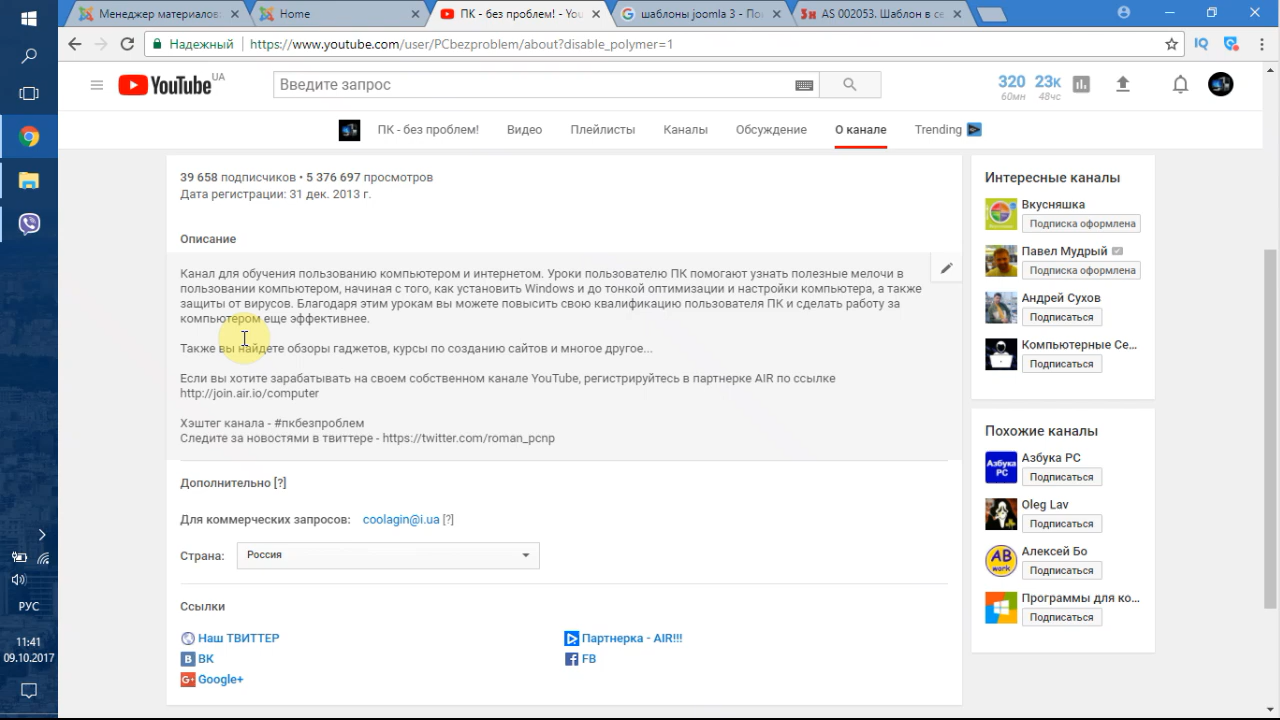 Менеджер материалов
Home
ПК - без проблем! - You
шаблоны joomla 3 - По
AS 002053. Шаблон в се
Надежный
https://www.youtube.com/user/PCbezproblem/about?disable_polymer=1
YouTube UA
Введите запрос
320 23к
60мн 48чс
ПК - без проблем!
Видео
Плейлисты
Каналы
Обсуждение
О канале
Trending
39 658 подписчиков • 5 376 697 просмотров
Дата регистрации: 31 дек. 2013 г.
Описание
Канал для обучения пользованию компьютером и интернетом. Уроки пользователю ПК помогают узнать полезные мелочи в
пользовании компьютером, начиная с того, как установить Windows и до тонкой оптимизации и настройки компьютера, а также
защиты от вирусов. Благодаря этим урокам вы можете повысить свою квалификацию пользователя ПК и сделать работу за
компьютером еще эффективнее.
Также вы найдете обзоры гаджетов, курсы по созданию сайтов и многое другое...
Если вы хотите зарабатывать на своем собственном канале YouTube, регистрируйтесь в партнерке AIR по ссылке
http://join.air.io/computer
Хэштег канала - #пкбезпроблем
Следите за новостями в твиттере - https://twitter.com/roman_pcnp
Дополнительно [?]
Для коммерческих запросов: coolagin@i.ua [?]
Страна: Россия
Ссылки
Наш ТВИТТЕР
Партнерка - AIR!!!
ВК
FB
Google+
Интересные каналы
Вкусняшка
Подписка оформлена
Павел Мудрый
Подписка оформлена
Андрей Сухов
Подписаться
Компьютерные Се...
Подписаться
Похожие каналы
Азбука PC
Азбука РС
Подписаться
Oleg Lav
Подписаться
AB
work
Алексей Бо
Подписаться
Программы для ко...
Подписаться
РУС
11:41
09.10.2017